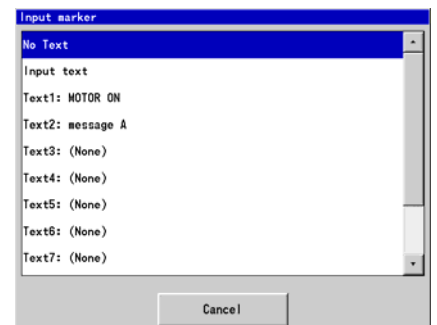 Input marker
No Text
Input text
Text1: MOTOR ON
Text2: message A
Text3: (None)
Text4: (None)
Text5: (None)
Text6: (None)
Text7: (None)
Cancel